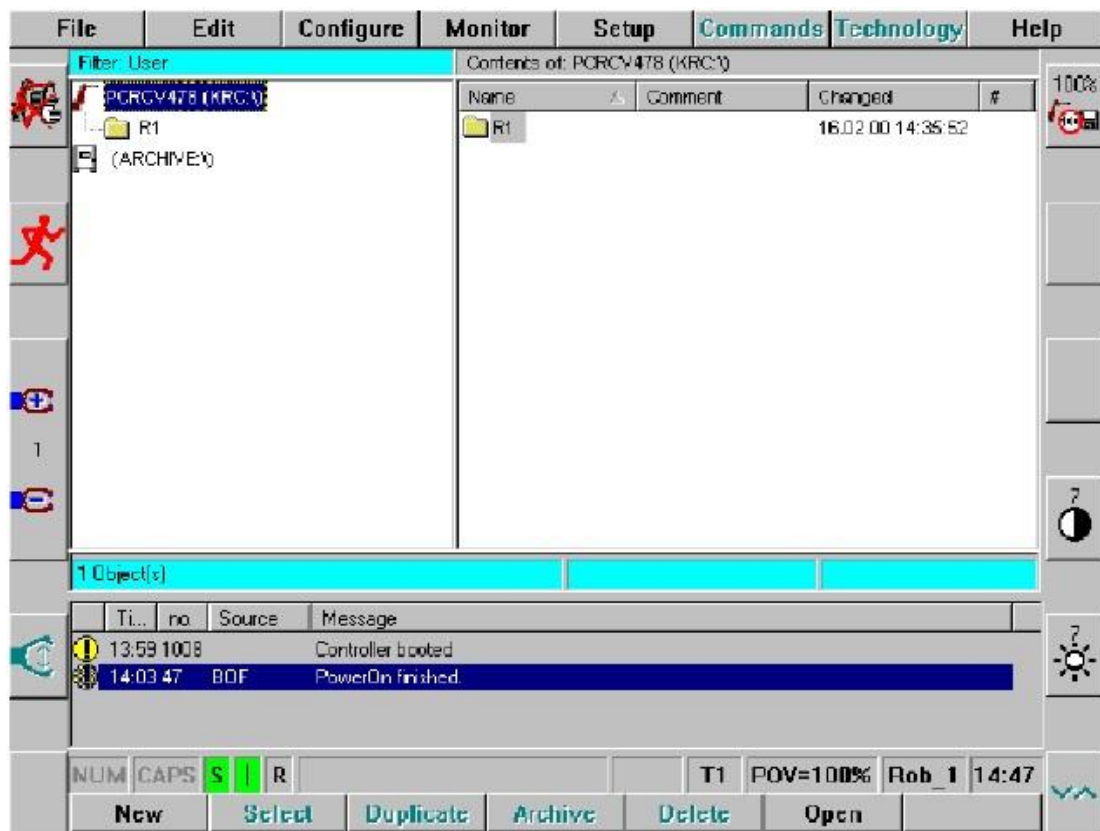 File Edit Configure Monitor Setup Commands Technology Help
Filter: User
Contents of: PCRCV478 (KRC:\)
100%
PCRCV478 (KRC:\)
R1
(ARCHIVE:\)
Name Comment Changed #
R1 16.02.00 14:35:52
+
1
-
7
1 Object(s)
Ti... no. Source Message
13:59 1008 Controller booted
14:03 47 BOF PowerOn finished.
7
NUM CAPS S I R T1 POV=100% Rob_1 14:47
New Select Duplicate Archive Delete Open